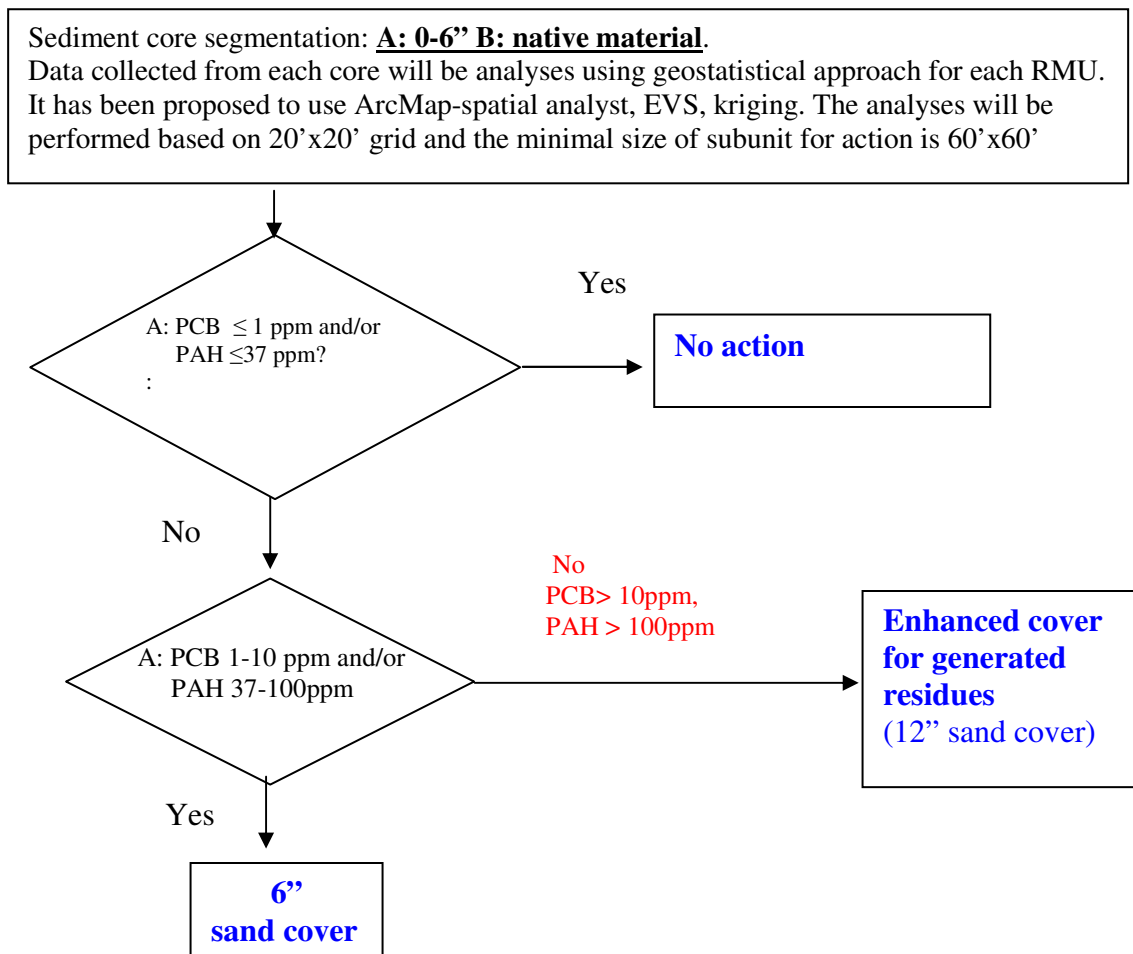 Sediment core segmentation: A: 0-6” B: native material.
Data collected from each core will be analyses using geostatistical approach for each RMU.
It has been proposed to use ArcMap-spatial analyst, EVS, kriging. The analyses will be
performed based on 20’x20’ grid and the minimal size of subunit for action is 60’x60’
Yes
A: PCB ≤ 1 ppm and/or
PAH ≤37 ppm?
:
No action
No
No
PCB> 10ppm,
PAH > 100ppm
A: PCB 1-10 ppm and/or
PAH 37-100ppm
Enhanced cover
for generated
residues
(12” sand cover)
Yes
6”
sand cover